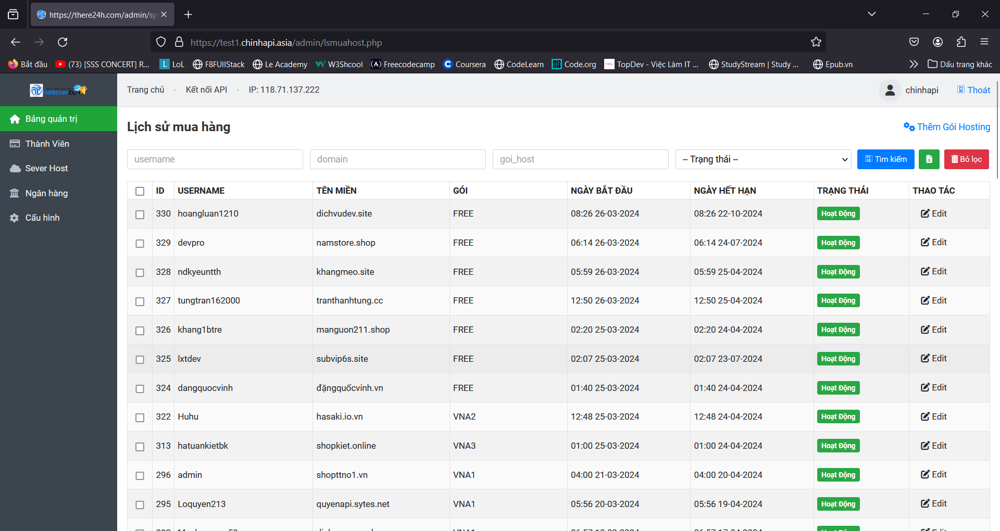 https://there24h.com/admin/sys
https://test1.chinhapi.asia/admin/lsmuahost.php
Bắt đầu (73) [SSS CONCERT] R... LoL F8FUllStack Le Academy W3Shcool Freecodecamp Coursera CodeLearn Code.org TopDev - Việc Làm IT ... StudyStream | Study ... Epub.vn Dấu trang khác
THERE24H.COM
Trang chủ • Kết nối API • IP: 118.71.137.222 chinhapi Thoát
Bảng quản trị
Thành Viên
Sever Host
Ngân hàng
Cấu hình
Lịch sử mua hàng Thêm Gói Hosting
username domain goi_host -- Trạng thái -- Tìm kiếm Bỏ lọc
ID USERNAME TÊN MIỀN GÓI NGÀY BẮT ĐẦU NGÀY HẾT HẠN TRẠNG THÁI THAO TÁC
330 hoangluan1210 dichvudev.site FREE 08:26 26-03-2024 08:26 22-10-2024 Hoạt Động Edit
329 devpro namstore.shop FREE 06:14 26-03-2024 06:14 24-07-2024 Hoạt Động Edit
328 ndkyeuntth khangmeo.site FREE 05:59 26-03-2024 05:59 25-04-2024 Hoạt Động Edit
327 tungtran162000 tranthanhtung.cc FREE 12:50 26-03-2024 12:50 25-04-2024 Hoạt Động Edit
326 khang1btre manguon211.shop FREE 02:20 25-03-2024 02:20 24-04-2024 Hoạt Động Edit
325 lxtdev subvip6s.site FREE 02:07 25-03-2024 02:07 23-07-2024 Hoạt Động Edit
324 dangquocvinh đặngquốcvinh.vn FREE 01:40 25-03-2024 01:40 24-04-2024 Hoạt Động Edit
322 Huhu hasaki.io.vn VNA2 12:48 25-03-2024 12:48 24-04-2024 Hoạt Động Edit
313 hatuankietbk shopkiet.online VNA3 01:00 25-03-2024 01:00 24-04-2024 Hoạt Động Edit
296 admin shopttno1.vn VNA1 04:00 21-03-2024 04:00 20-04-2024 Hoạt Động Edit
295 Loquyen213 quyenapi.sytes.net VNA1 05:56 20-03-2024 05:56 19-04-2024 Hoạt Động Edit